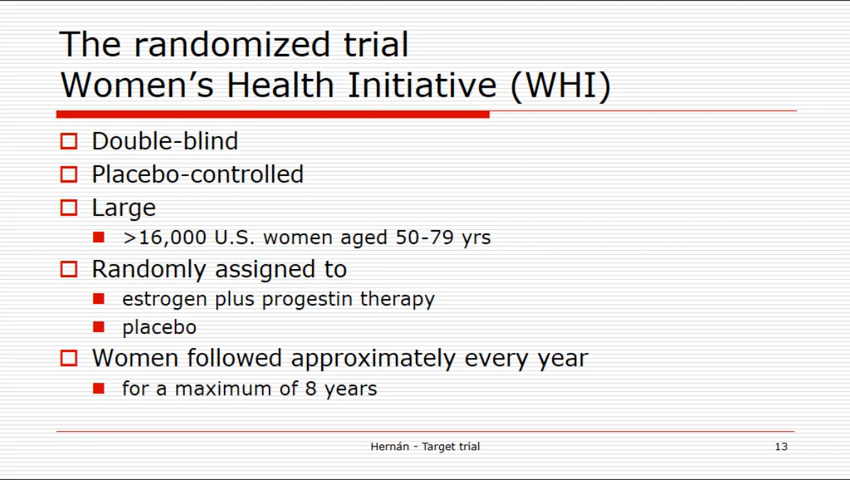 The randomized trial
Women’s Health Initiative (WHI)
Double-blind
Placebo-controlled
Large
>16,000 U.S. women aged 50-79 yrs
Randomly assigned to
estrogen plus progestin therapy
placebo
Women followed approximately every year
for a maximum of 8 years
Hernán - Target trial
13